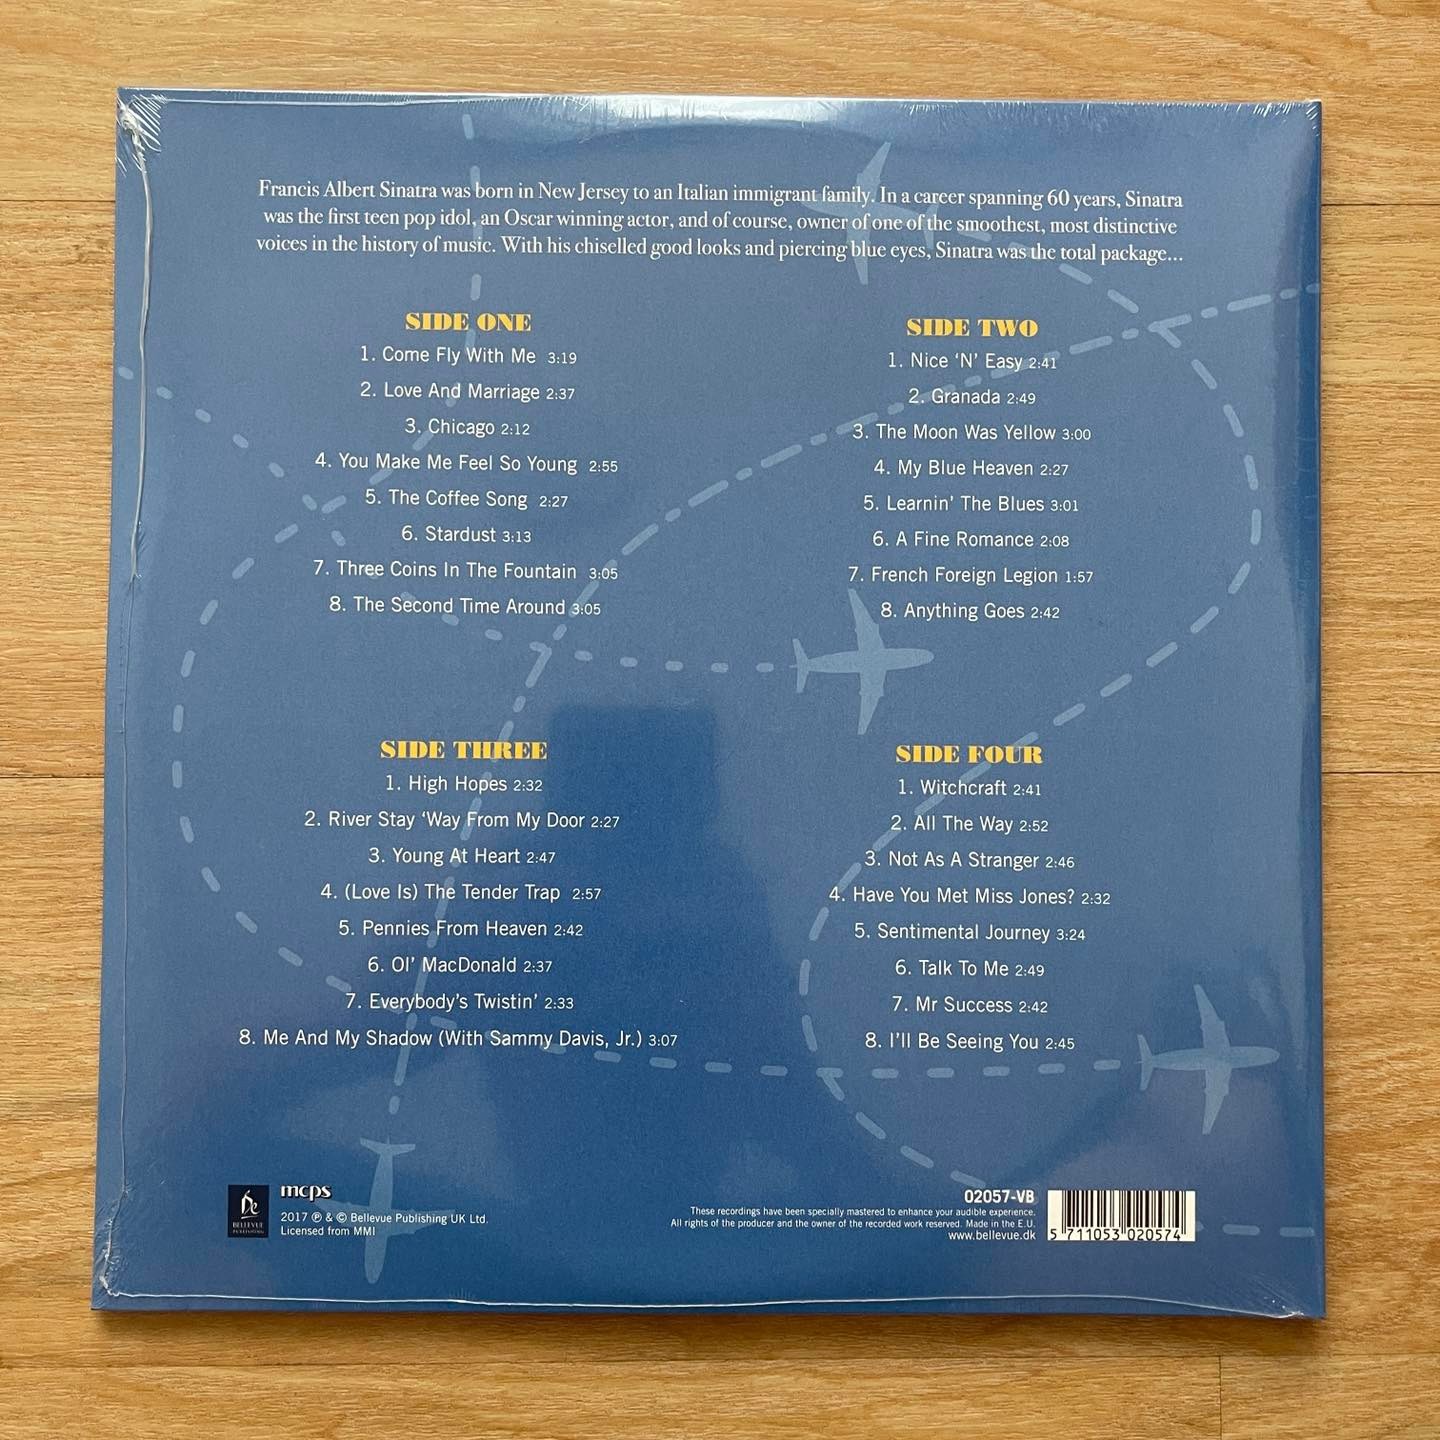 Francis Albert Sinatra was born in New Jersey to an Italian immigrant family. In a career spanning 60 years, Sinatra
was the first teen pop idol, an Oscar winning actor, and of course, owner of one of the smoothest, most distinctive
voices in the history of music. With his chiselled good looks and piercing blue eyes, Sinatra was the total package...
SIDE ONE
1. Come Fly With Me 3:19
2. Love And Marriage 2:37
3. Chicago 2:12
4. You Make Me Feel So Young 2:55
5. The Coffee Song 2:27
6. Stardust 3:13
7. Three Coins In The Fountain 3:05
8. The Second Time Around 3:05
SIDE TWO
1. Nice ‘N’ Easy 2:41
2. Granada 2:49
3. The Moon Was Yellow 3:00
4. My Blue Heaven 2:27
5. Learnin’ The Blues 3:01
6. A Fine Romance 2:08
7. French Foreign Legion 1:57
8. Anything Goes 2:42
SIDE THREE
1. High Hopes 2:32
2. River Stay ‘Way From My Door 2:27
3. Young At Heart 2:47
4. (Love Is) The Tender Trap 2:57
5. Pennies From Heaven 2:42
6. Ol’ MacDonald 2:37
7. Everybody’s Twistin’ 2:33
8. Me And My Shadow (With Sammy Davis, Jr.) 3:07
SIDE FOUR
1. Witchcraft 2:41
2. All The Way 2:52
3. Not As A Stranger 2:46
4. Have You Met Miss Jones? 2:32
5. Sentimental Journey 3:24
6. Talk To Me 2:49
7. Mr Success 2:42
8. I’ll Be Seeing You 2:45
BELLEVUE
PUBLISHING
mcps
2017 ℗ & © Bellevue Publishing UK Ltd.
Licensed from MMI
02057-VB
These recordings have been specially mastered to enhance your audible experience.
All rights of the producer and the owner of the recorded work reserved. Made in the E.U.
www.bellevue.dk
5 711053 020574